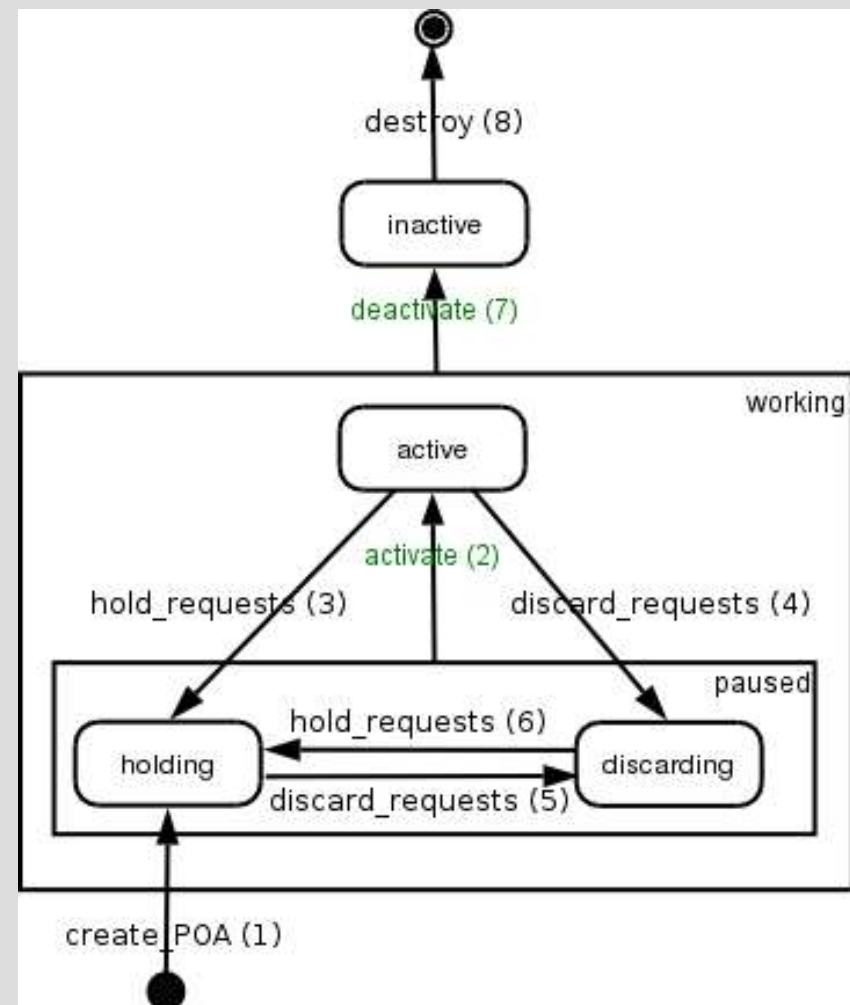 destroy (8)
inactive
deactivate (7)
working
active
activate (2)
hold_requests (3)
discard_requests (4)
paused
hold_requests (6)
holding
discarding
discard_requests (5)
create_POA (1)